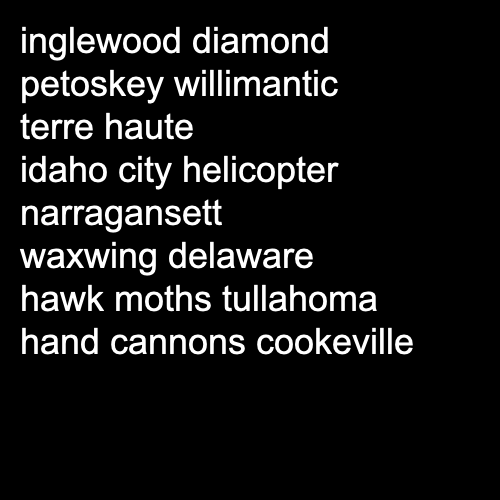 inglewood diamond
petoskey willimantic
terre haute
idaho city helicopter
narragansett
waxwing delaware
hawk moths tullahoma
hand cannons cookeville